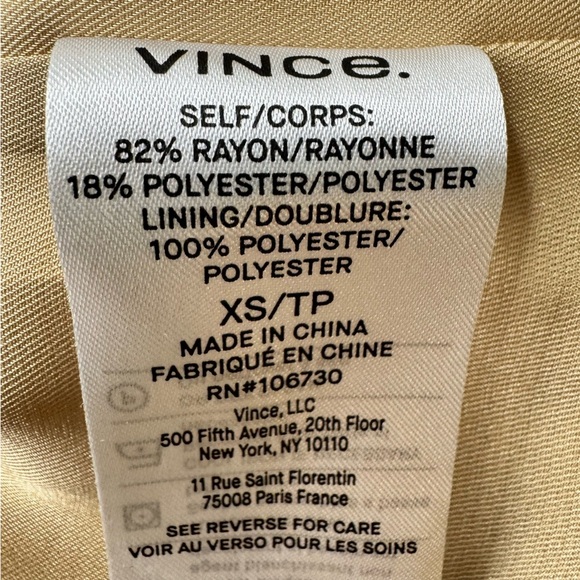 VINCE.
SELF/CORPS:
82% RAYON/RAYONNE
18% POLYESTER/POLYESTER
LINING/DOUBLURE:
100% POLYESTER/
POLYESTER
XS/TP
MADE IN CHINA
FABRIQUÉ EN CHINE
RN#106730
Vince, LLC
500 Fifth Avenue, 20th Floor
New York, NY 10110
11 Rue Saint Florentin
75008 Paris France
SEE REVERSE FOR CARE
VOIR AU VERSO POUR LES SOINS